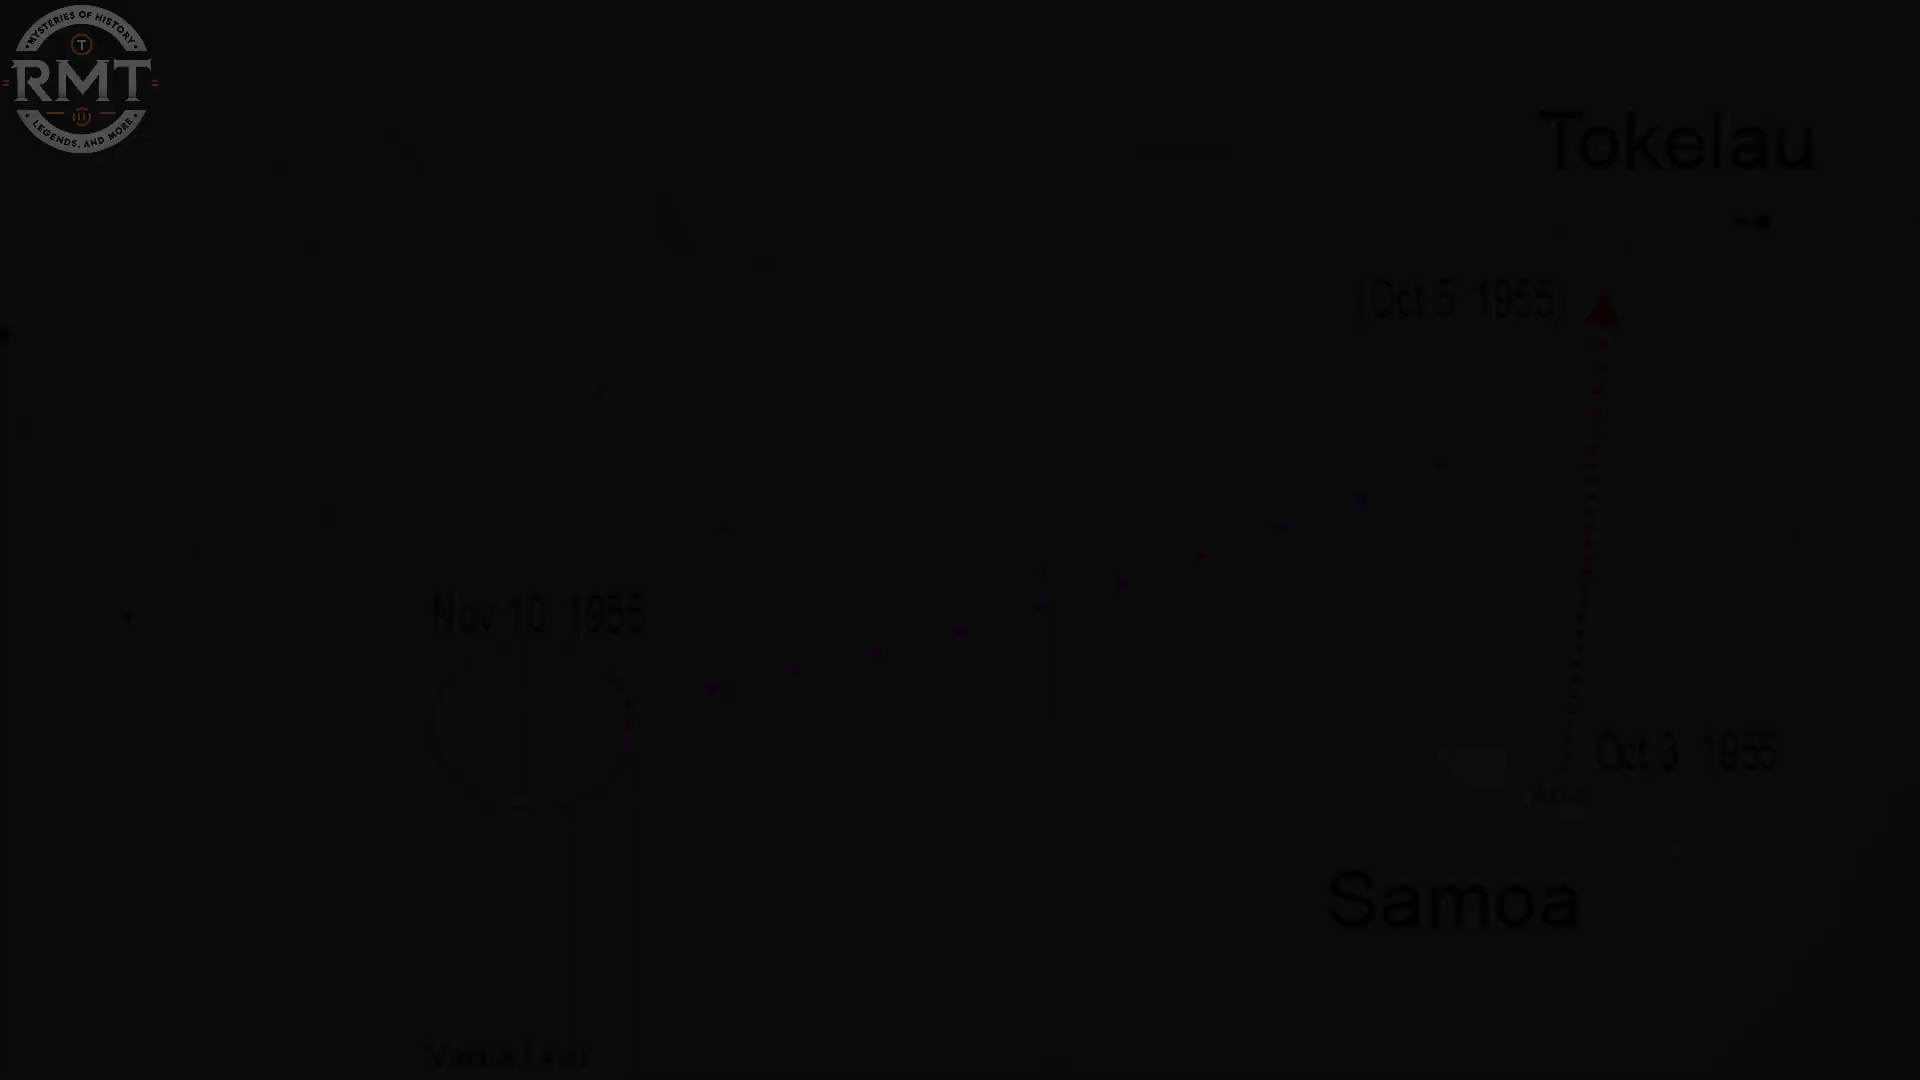 MYSTERIES OF HISTORY
T
RMT
LEGENDS, AND MORE
Tokelau
(Oct 5 1955)
Nov 10 1955
Oct 3 1955
Apia
Samoa
Vanua Levu